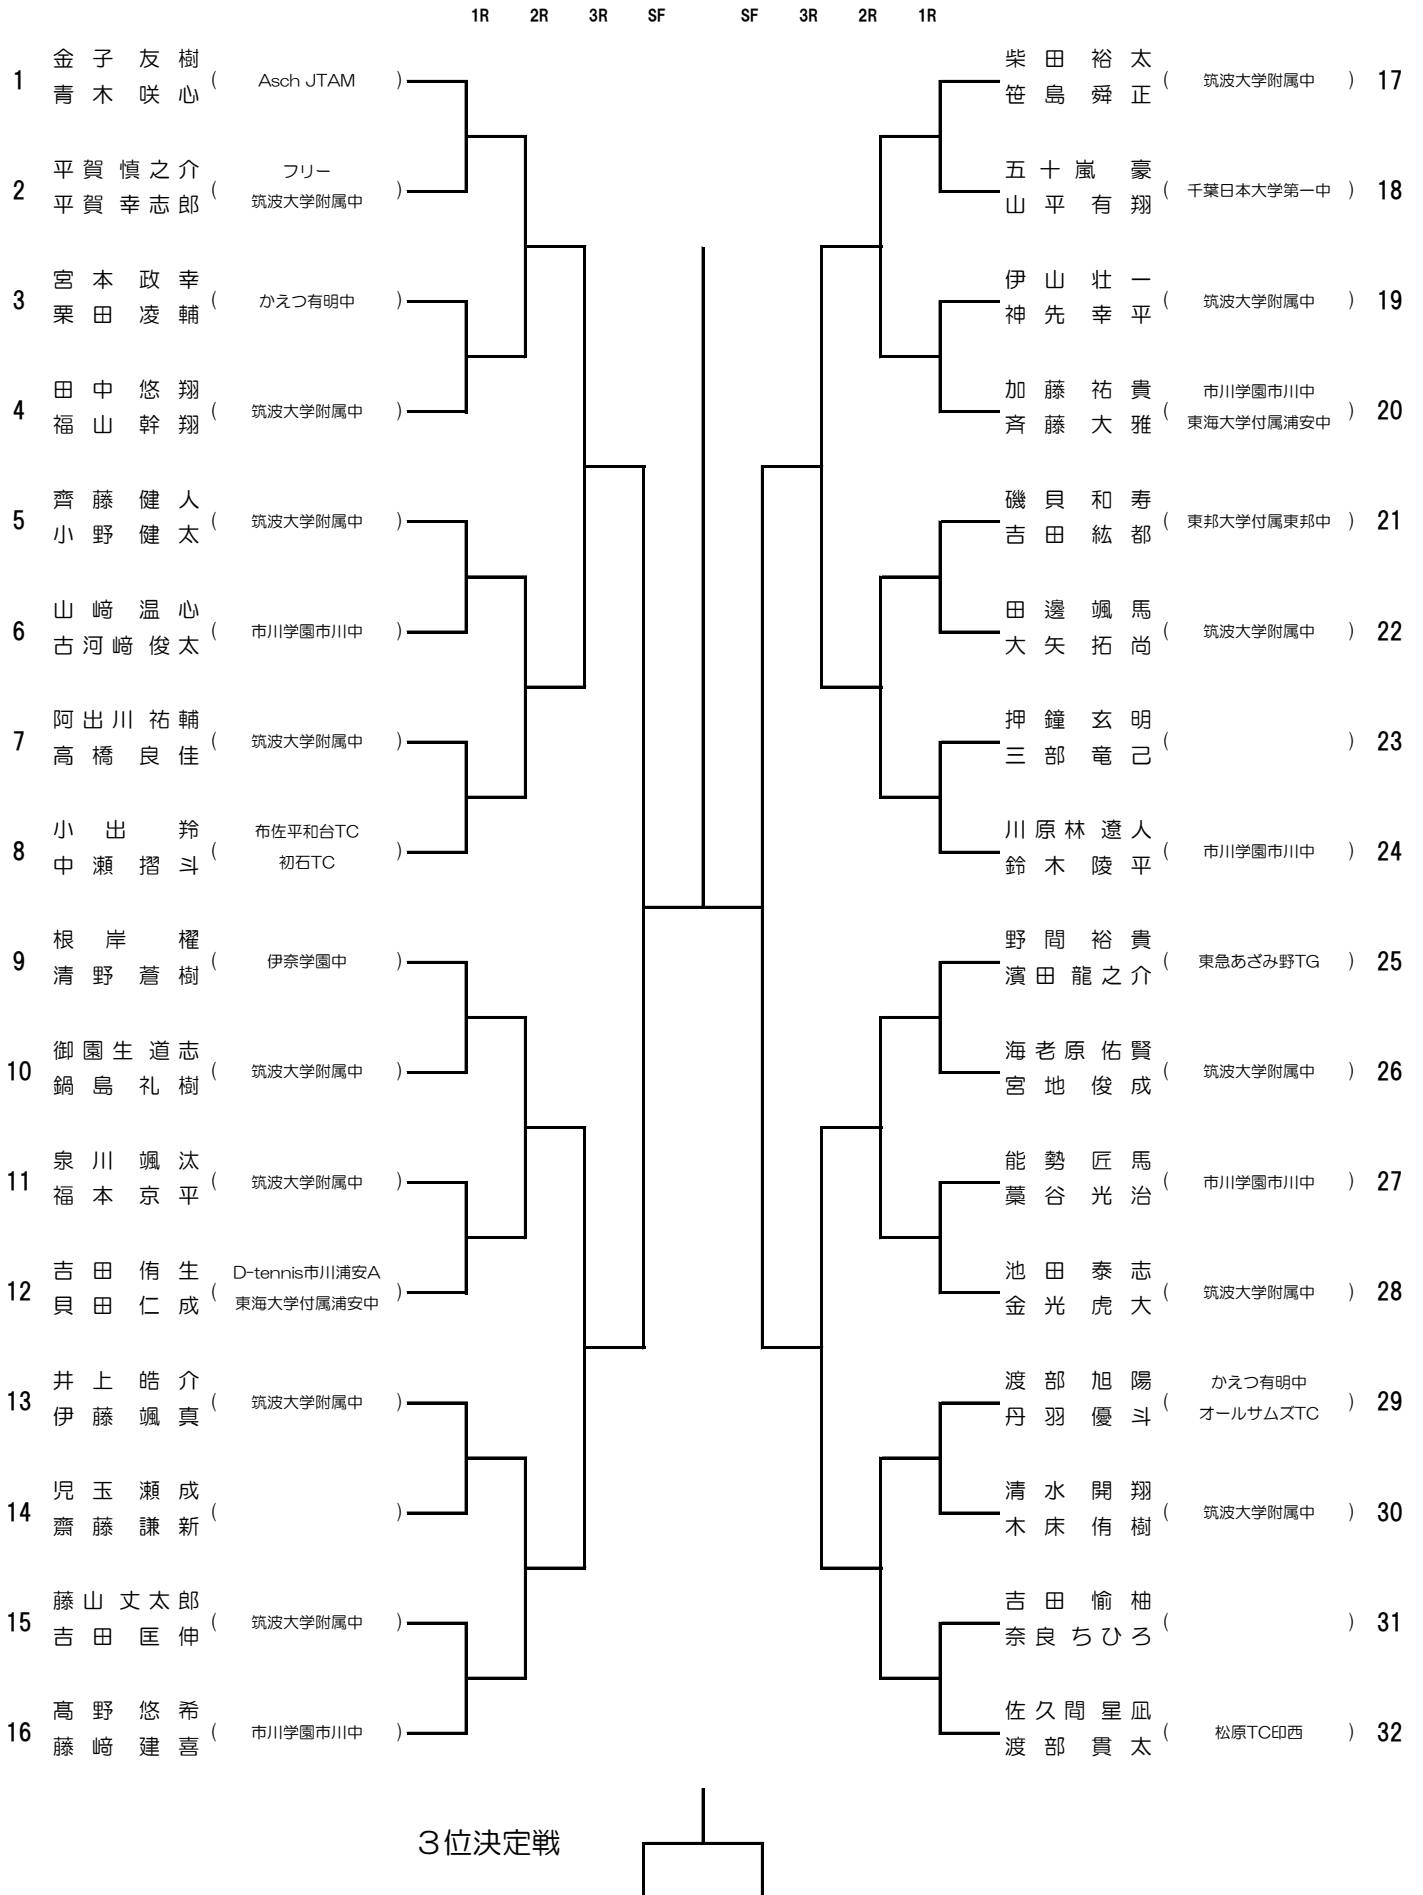 1R 2R 3R SF SF 3R 2R 1R
1 金子 友樹 ( Asch JTAM )
青木 咲心
2 平賀 慎之介 ( フリー
平賀 幸志郎 筑波大学附属中 )
3 宮本 政幸 ( かえつ有明中 )
栗田 凌輔
4 田中 悠翔 ( 筑波大学附属中 )
福山 幹翔
5 齊藤 健人 ( 筑波大学附属中 )
小野 健太
6 山﨑 温心 ( 市川学園市川中 )
古河﨑 俊太
7 阿出川 祐輔 ( 筑波大学附属中 )
高橋 良佳
8 小出 羚 ( 布佐平和台TC
中瀬 摺斗 初石TC )
9 根岸 櫂 ( 伊奈学園中 )
清野 蒼樹
10 御園生 道志 ( 筑波大学附属中 )
鍋島 礼樹
11 泉川 颯汰 ( 筑波大学附属中 )
福本 京平
12 吉田 侑生 ( D-tennis市川浦安A
貝田 仁成 東海大学付属浦安中 )
13 井上 皓介 ( 筑波大学附属中 )
伊藤 颯真
14 児玉 瀬成 ( )
齋藤 謙新
15 藤山 丈太郎 ( 筑波大学附属中 )
吉田 匡伸
16 髙野 悠希 ( 市川学園市川中 )
藤﨑 建喜
柴田 裕太 ( 筑波大学附属中 ) 17
笹島 舜正
五十嵐 豪 ( 千葉日本大学第一中 ) 18
山平 有翔
伊山 壮一 ( 筑波大学附属中 ) 19
神先 幸平
加藤 祐貴 ( 市川学園市川中
斉藤 大雅 東海大学付属浦安中 ) 20
磯貝 和寿 ( 東邦大学付属東邦中 ) 21
吉田 紘都
田邊 颯馬 ( 筑波大学附属中 ) 22
大矢 拓尚
押鐘 玄明 ( ) 23
三部 竜己
川原林 遼人 ( 市川学園市川中 ) 24
鈴木 陵平
野間 裕貴 ( 東急あざみ野TG ) 25
濱田 龍之介
海老原 佑賢 ( 筑波大学附属中 ) 26
宮地 俊成
能勢 匠馬 ( 市川学園市川中 ) 27
藁谷 光治
池田 泰志 ( 筑波大学附属中 ) 28
金光 虎大
渡部 旭陽 ( かえつ有明中
丹羽 優斗 オールサムズTC ) 29
清水 開翔 ( 筑波大学附属中 ) 30
木床 侑樹
吉田 愉柚 ( ) 31
奈良 ちひろ
佐久間 星凪 ( 松原TC印西 ) 32
渡部 貫太
３位決定戦